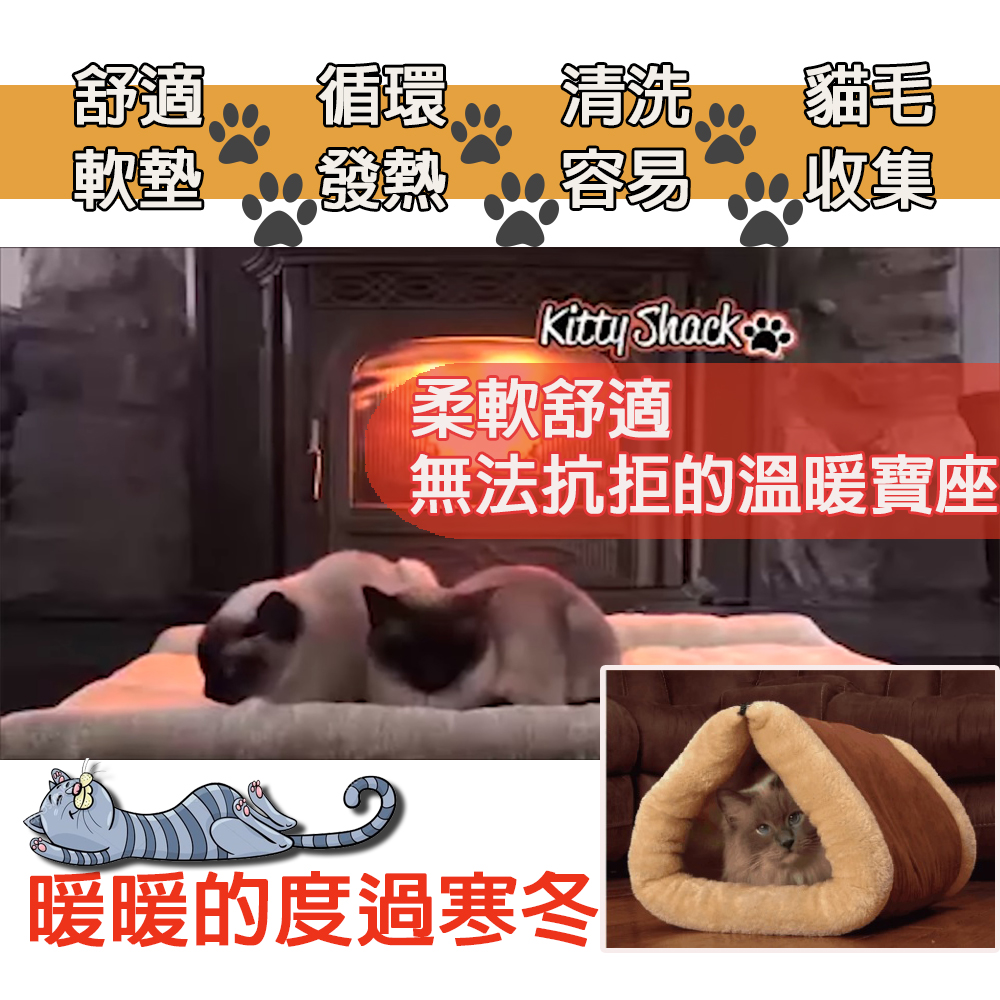 舒適 循環 清洗 貓毛
軟墊 發熱 容易 收集
Kitty Shack
柔軟舒適
無法抗拒的溫暖寶座
暖暖的度過寒冬